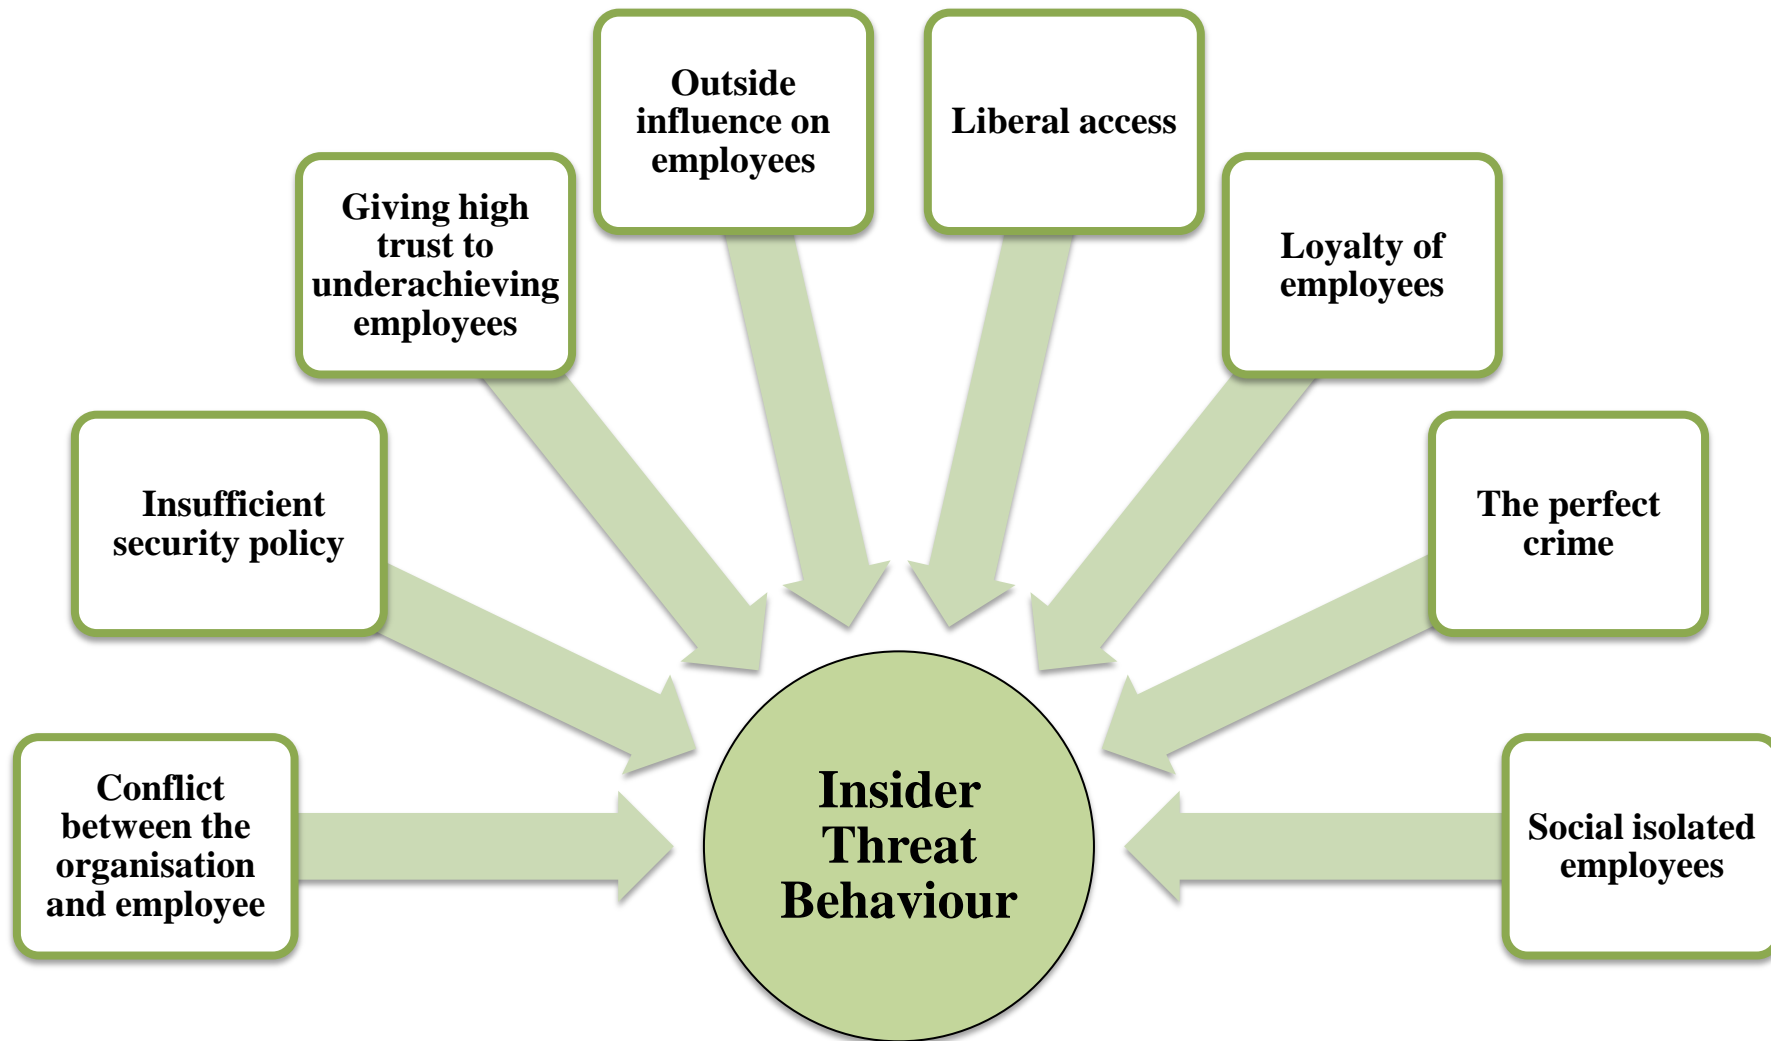 Conflict
between the
organisation
and employee
Insufficient
security policy
Giving high
trust to
underachieving
employees
Outside
influence on
employees
Liberal access
Loyalty of
employees
The perfect
crime
Social isolated
employees
Insider
Threat
Behaviour